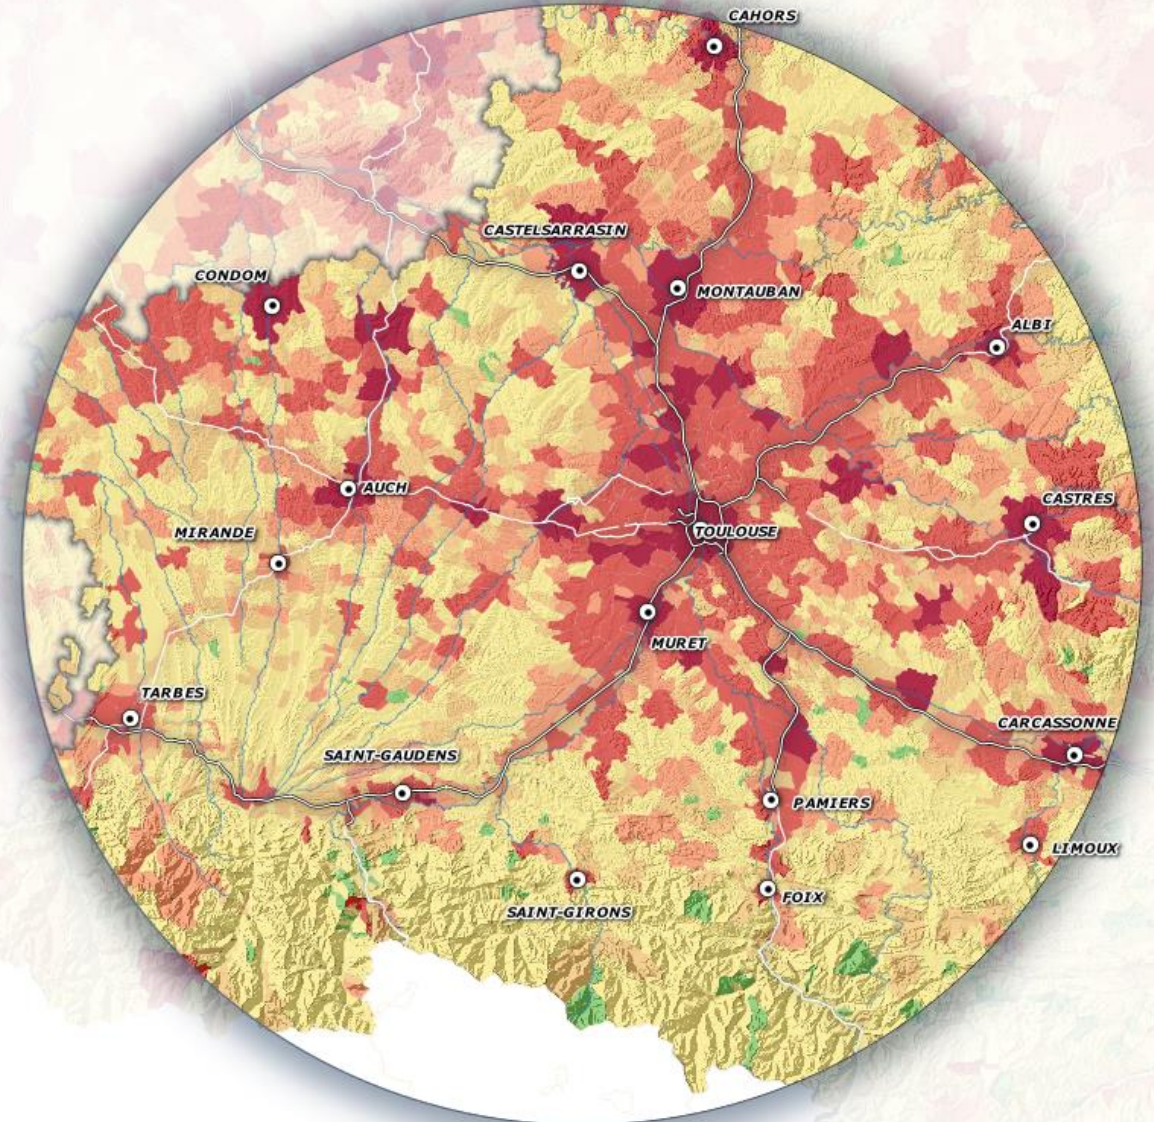 CAHORS
CASTELSARRASIN
CONDOM
MONTAUBAN
ALBI
AUCH
CASTRES
MIRANDE
TOULOUSE
MURET
TARBES
CARCASSONNE
SAINT-GAUDENS
PAMIERS
LIMOUX
FOIX
SAINT-GIRONS